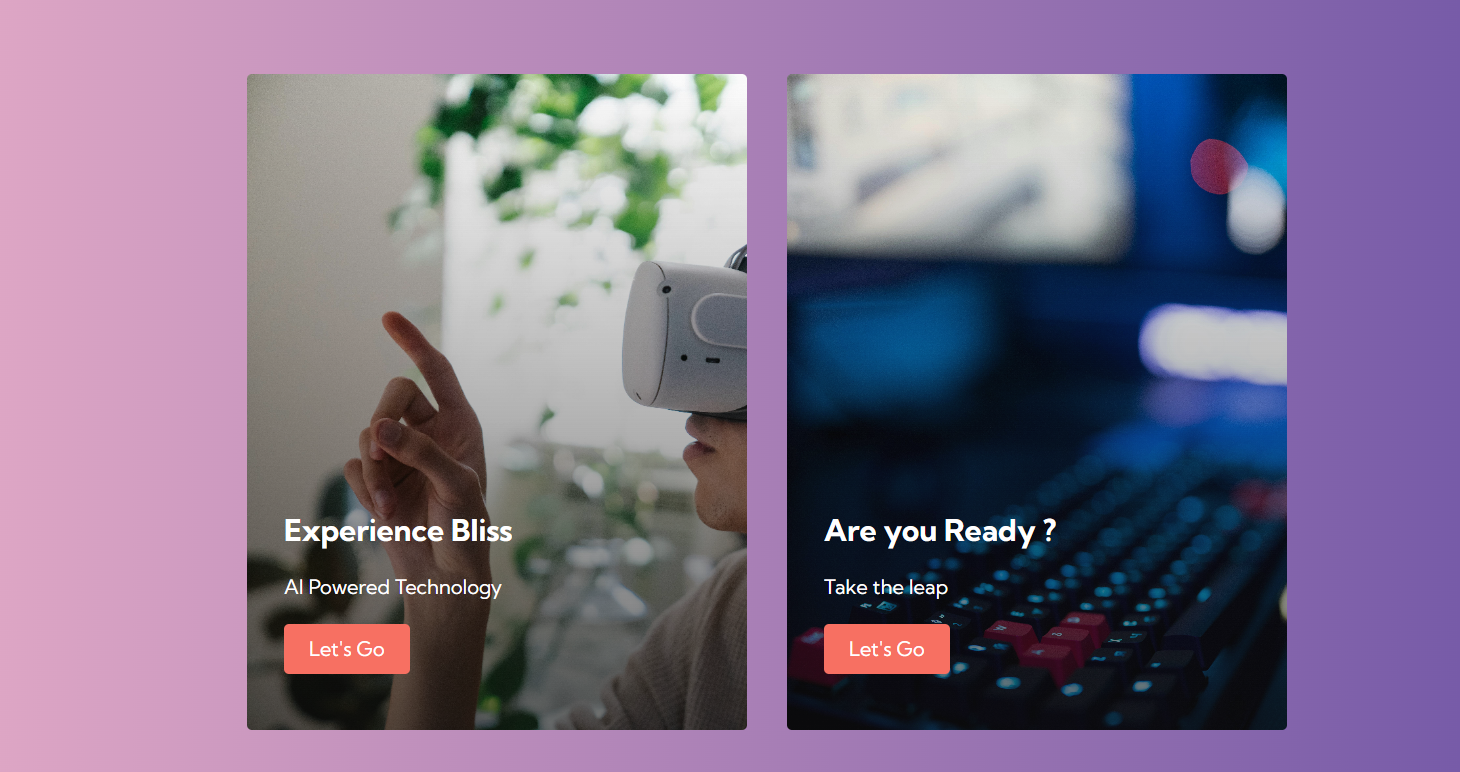 Experience Bliss
AI Powered Technology
Let's Go
Are you Ready ?
Take the leap
Let's Go